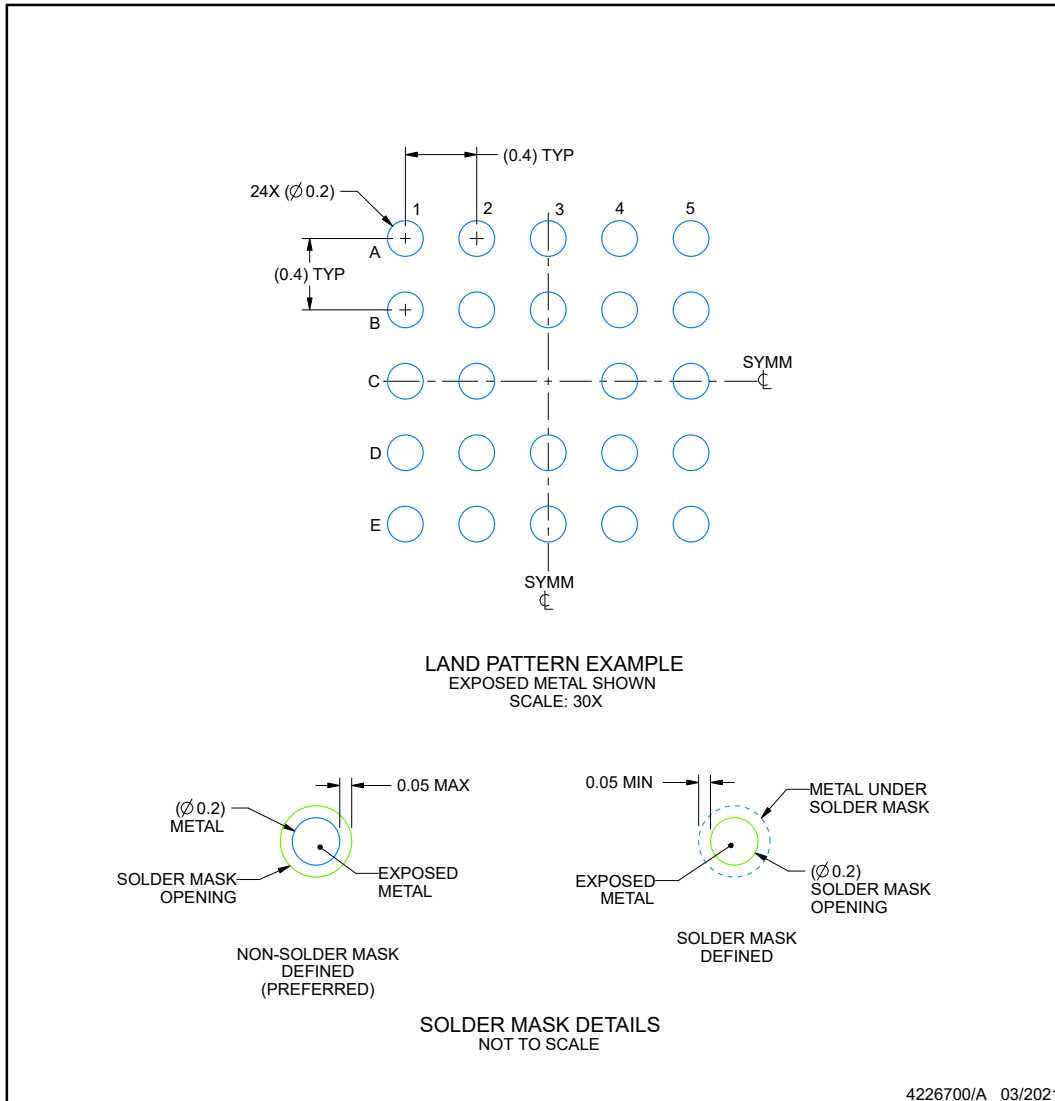 (0.4) TYP
24X (Ø 0.2)
1
2
3
4
5
A
(0.4) TYP
B
C
SYMM
℄
D
E
SYMM
℄
LAND PATTERN EXAMPLE
EXPOSED METAL SHOWN
SCALE: 30X
0.05 MAX
(Ø 0.2)
METAL
SOLDER MASK
OPENING
EXPOSED
METAL
NON-SOLDER MASK
DEFINED
(PREFERRED)
0.05 MIN
METAL UNDER
SOLDER MASK
EXPOSED
METAL
(Ø 0.2)
SOLDER MASK
OPENING
SOLDER MASK
DEFINED
SOLDER MASK DETAILS
NOT TO SCALE
4226700/A 03/2021